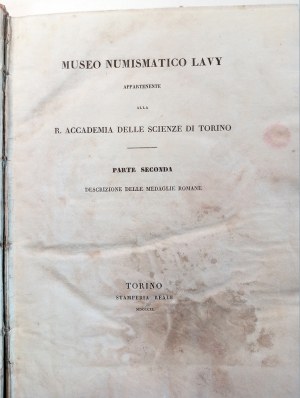 MUSEO NUMISMATICO LAVY
APPARTENENTE
ALLA
R. ACCADEMIA DELLE SCIENZE DI TORINO
PARTE SECONDA
DESCRIZIONE DELLE MEDAGLIE ROMANE
TORINO
STAMPERIA REALE